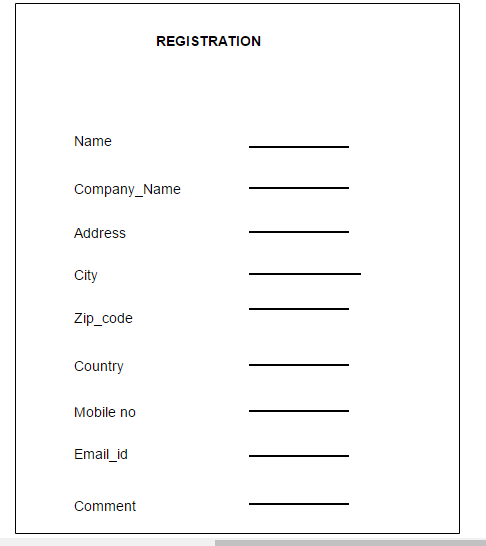 REGISTRATION
Name
Company_Name
Address
City
Zip_code
Country
Mobile no
Email_id
Comment